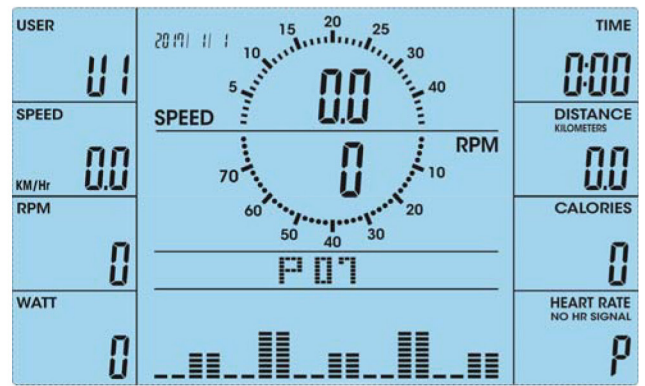 USER
U1
SPEED
0.0
KM/Hr
RPM
0
WATT
0
2017/ 1/ 1
5
10
15
20
25
30
40
0.0
SPEED
RPM
0
70
10
60
20
50
40
30
P07
TIME
0:00
DISTANCE
KILOMETERS
0.0
CALORIES
0
HEART RATE
NO HR SIGNAL
P